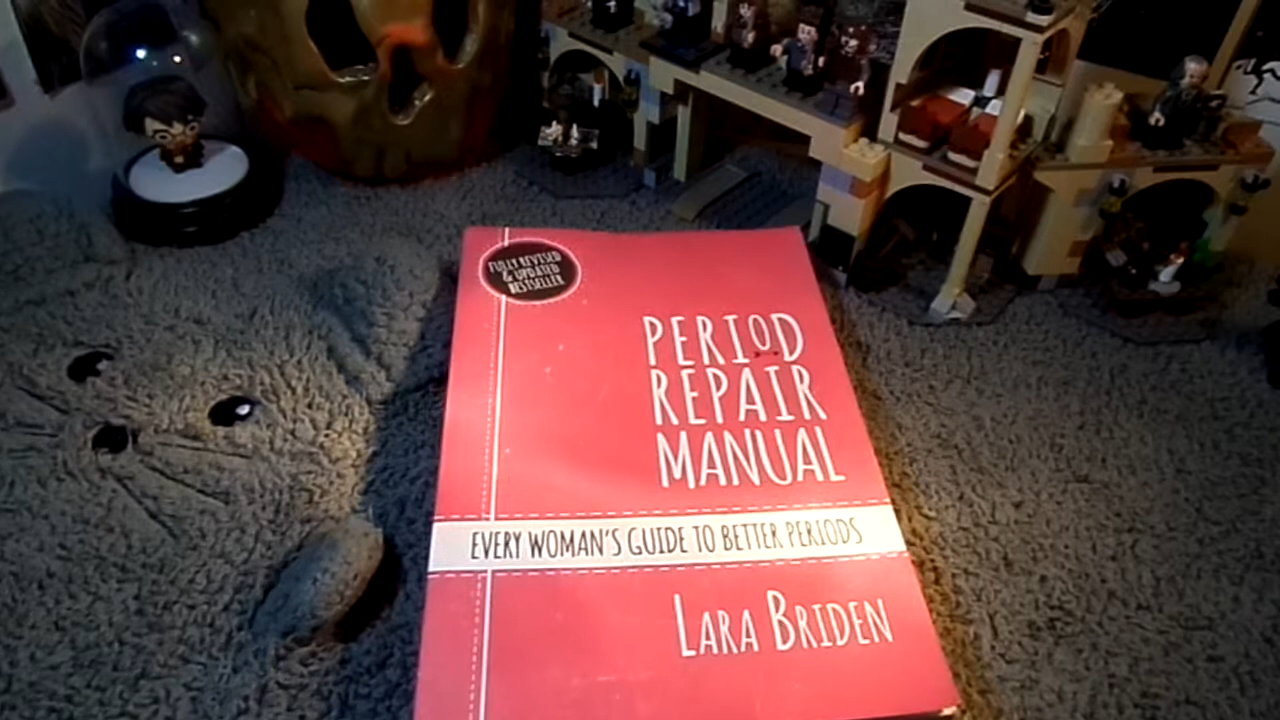 FULLY REVISED
& UPDATED
BESTSELLER
PERIOD
REPAIR
MANUAL
EVERY WOMAN'S GUIDE TO BETTER PERIODS
LARA BRIDEN